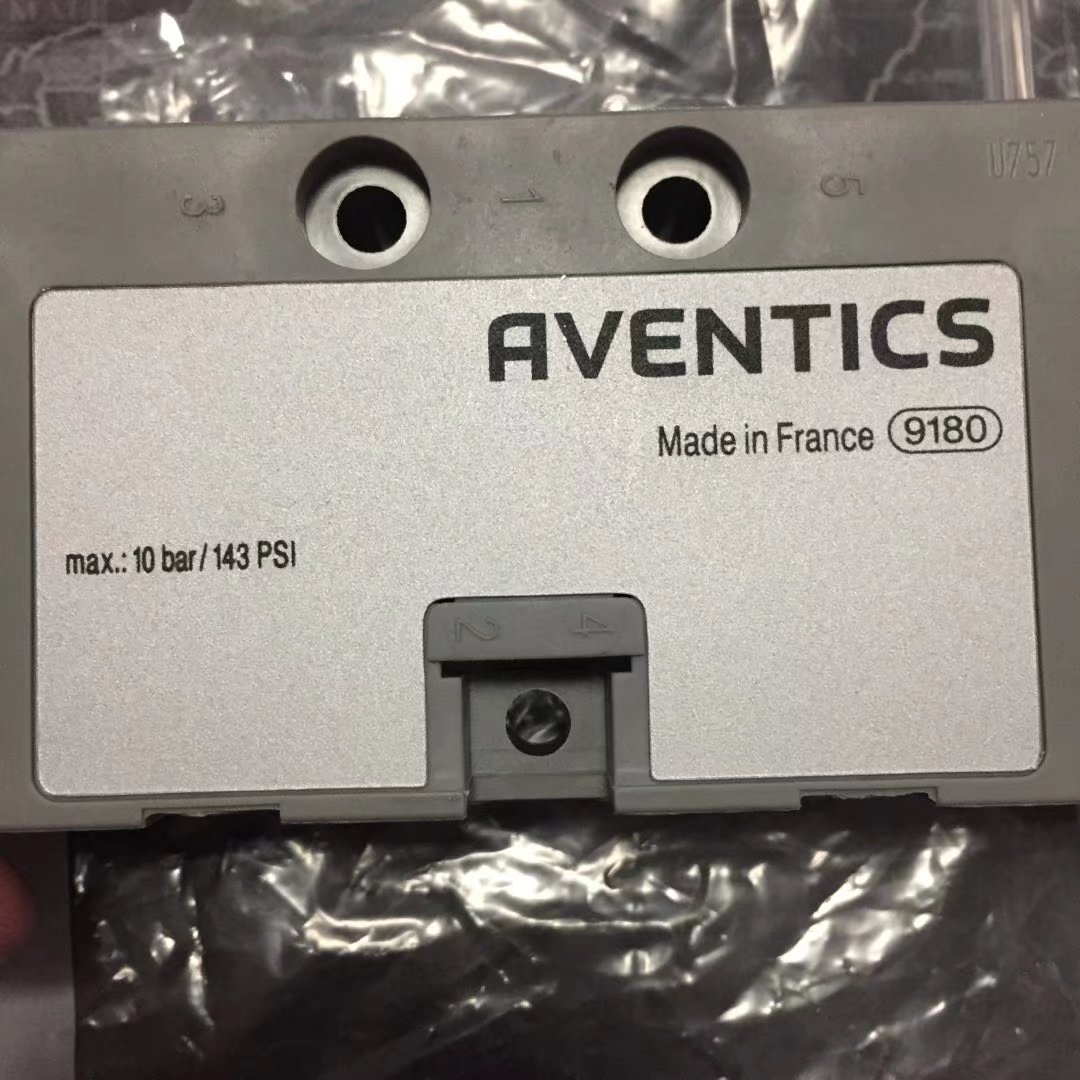 U757
3 1 5
AVENTICS
Made in France 9180
max.: 10 bar / 143 PSI
2 4